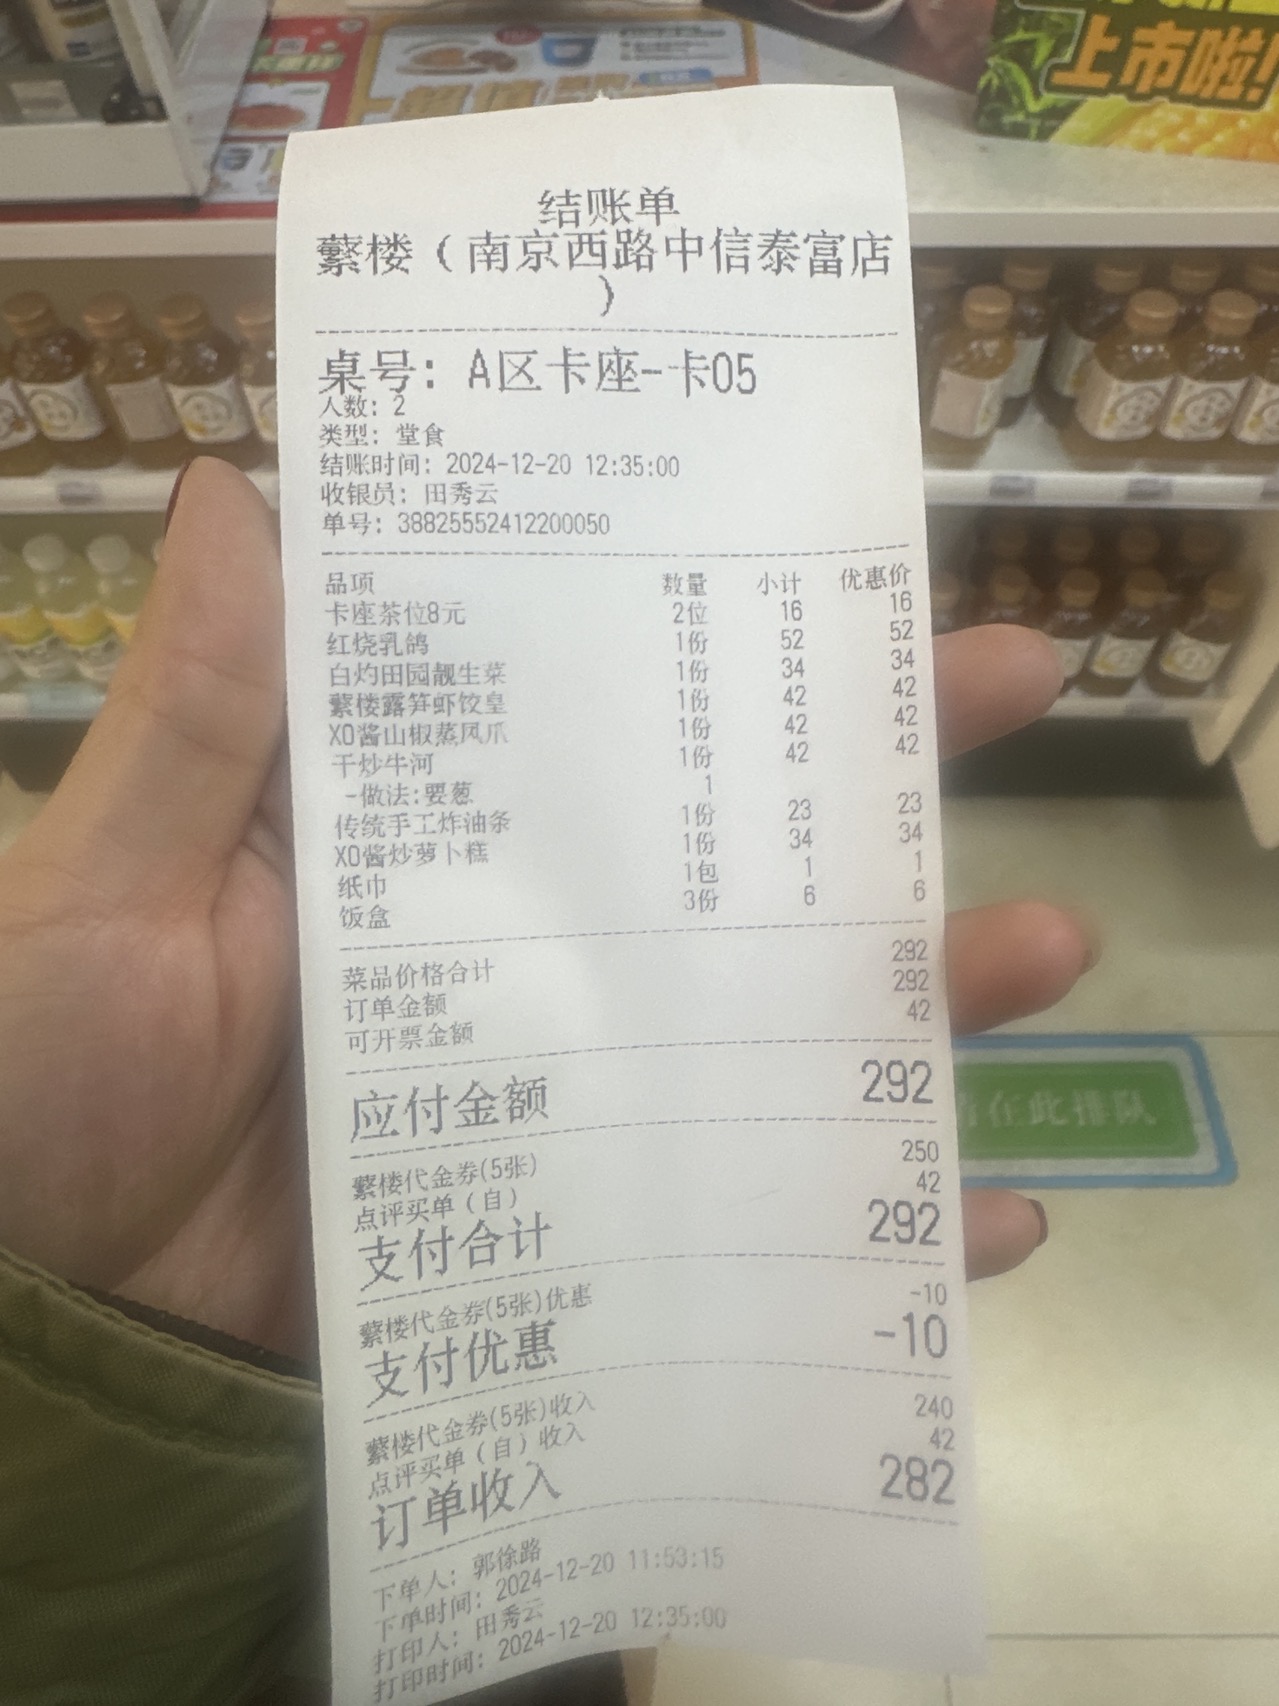 上市啦!
结账单
蘩楼（南京西路中信泰富店
）
桌号：A区卡座-卡05
人数：2
类型：堂食
结账时间：2024-12-20 12:35:00
收银员：田秀云
单号：38825552412200050
品项 数量 小计 优惠价
卡座茶位8元 2位 16 16
红烧乳鸽 1份 52 52
白灼田园靓生菜 1份 34 34
蘩楼露笋虾饺皇 1份 42 42
XO酱山椒蒸凤爪 1份 42 42
干炒牛河 1份 42 42
-做法:要葱 1
传统手工炸油条 1份 23 23
XO酱炒萝卜糕 1份 34 34
纸巾 1包 1 1
饭盒 3份 6 6
菜品价格合计 292
订单金额 292
可开票金额 42
应付金额 292
蘩楼代金券(5张) 250
点评买单（自） 42
支付合计 292
蘩楼代金券(5张)优惠 -10
支付优惠 -10
蘩楼代金券(5张)收入 240
点评买单（自）收入 42
订单收入 282
下单人：郭徐路
下单时间：2024-12-20 11:53:15
打印人：田秀云
打印时间：2024-12-20 12:35:00
在此排队